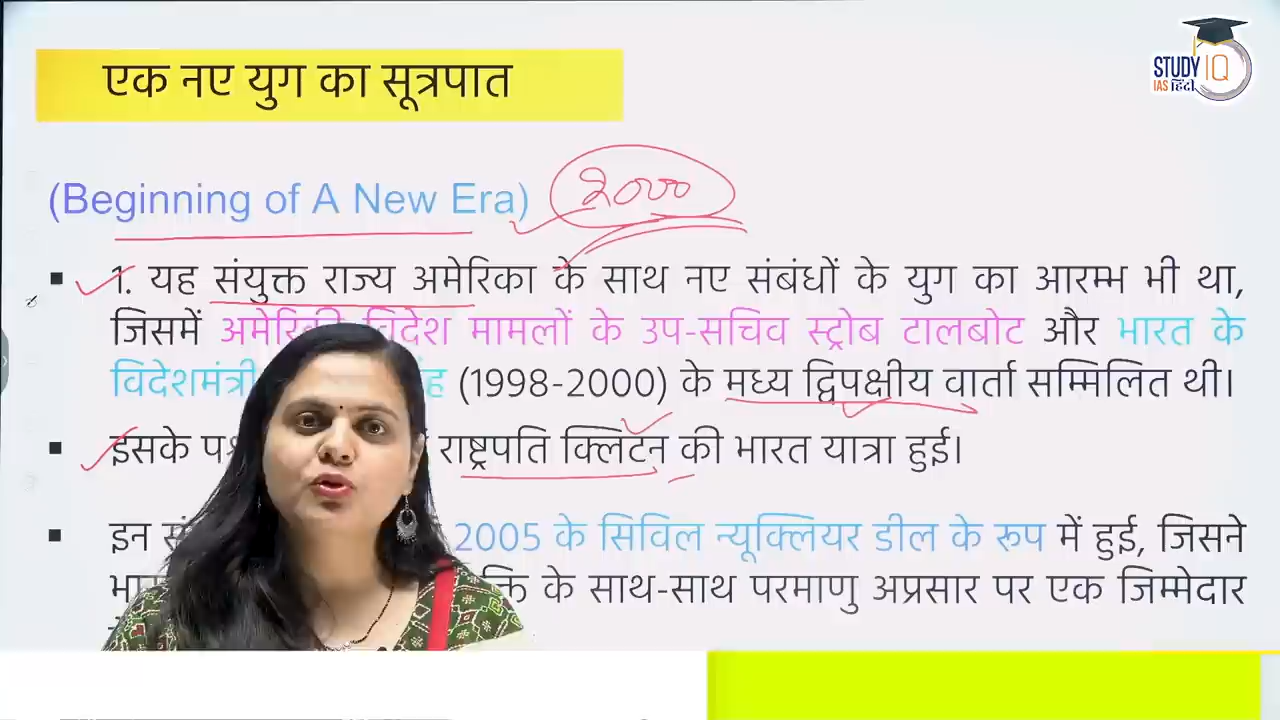 एक नए युग का सूत्रपात
STUDY IQ
IAS हिंदी
(Beginning of A New Era) 2000
1. यह संयुक्त राज्य अमेरिका के साथ नए संबंधों के युग का आरम्भ भी था,
जिसमें अमेरिकी विदेश मामलों के उप-सचिव स्ट्रोब टालबोट और भारत के
विदेशमंत्री (1998-2000) के मध्य द्विपक्षीय वार्ता सम्मिलित थी।
इसके राष्ट्रपति क्लिंटन की भारत यात्रा हुई।
इन 2005 के सिविल न्यूक्लियर डील के रूप में हुई, जिसने
के साथ-साथ परमाणु अप्रसार पर एक जिम्मेदार